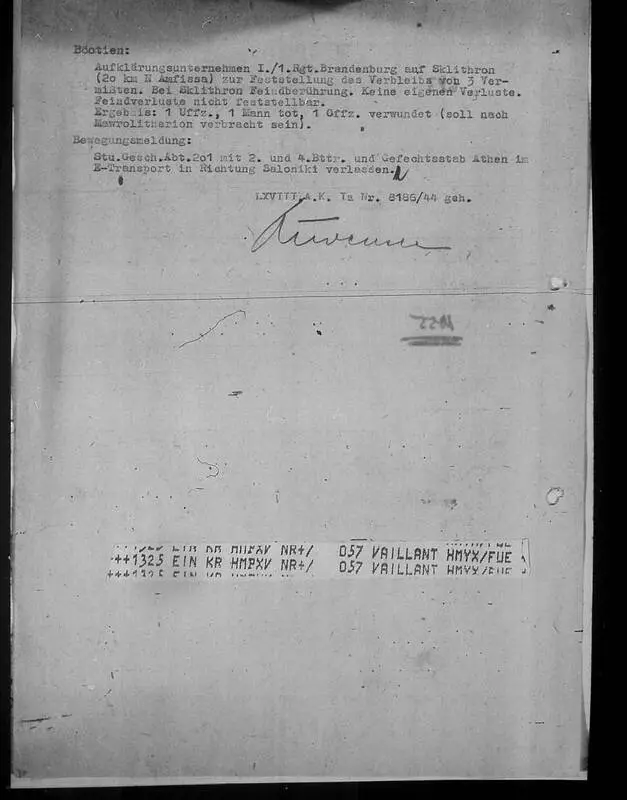 Böotien:
Aufklärungsunternehmen I./1.Rgt.Brandenburg auf Sklithron
(20 km N Amfissa) zur Feststellung des Verbleibs von 3 Ver-
mißten. Bei Sklithron Feindberührung. Keine eigenen Verluste.
Feindverluste nicht feststellbar.
Ergebnis: 1 Uffz., 1 Mann tot, 1 Offz. verwundet (soll nach
Mawrolitherion verbracht sein).
Bewegungsmeldung:
Stu.Gesch.Abt.201 mit 2. und 4.Bttr. und Gefechtsstab Athen im
E-Transport in Richtung Saloniki verlassen.
LXVIII.A.K. Ia Nr. 8186/44 geh.
++1325 EIN KR HMPXV NR+/ 057 VAILLANT HMYX/FUE